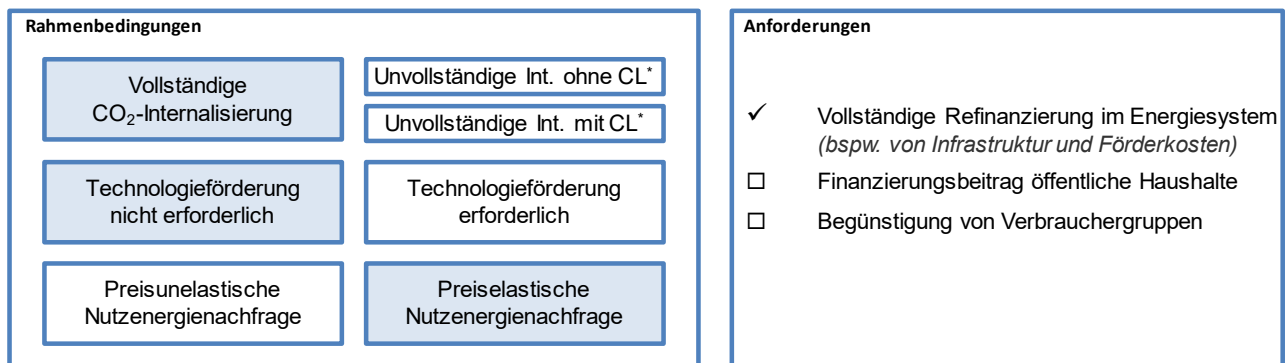 Rahmenbedingungen
Vollständige
CO₂-Internalisierung
Unvollständige Int. ohne CL*
Unvollständige Int. mit CL*
Technologieförderung
nicht erforderlich
Technologieförderung
erforderlich
Preisunelastische
Nutzenergienachfrage
Preiselastische
Nutzenergienachfrage
Anforderungen
✓ Vollständige Refinanzierung im Energiesystem
(bspw. von Infrastruktur und Förderkosten)
☐ Finanzierungsbeitrag öffentliche Haushalte
☐ Begünstigung von Verbrauchergruppen